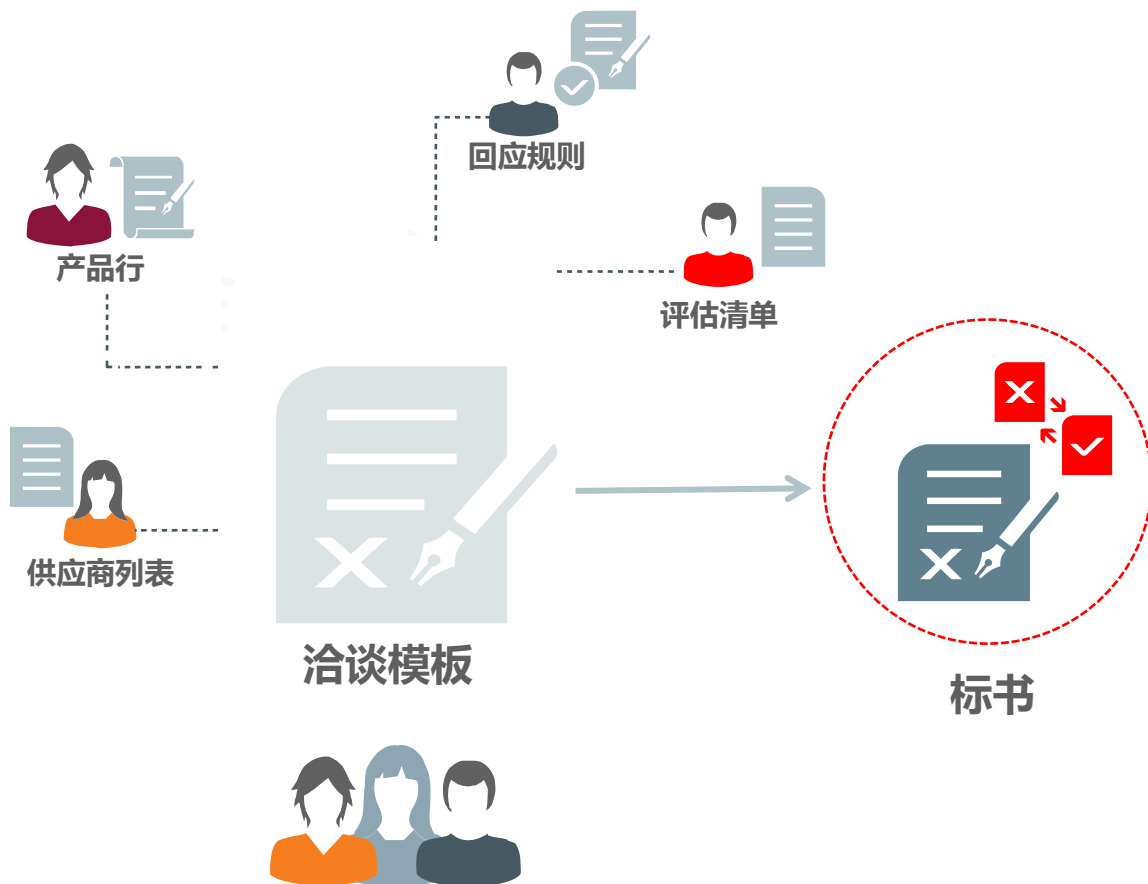 回应规则
产品行
评估清单
供应商列表
洽谈模板
标书